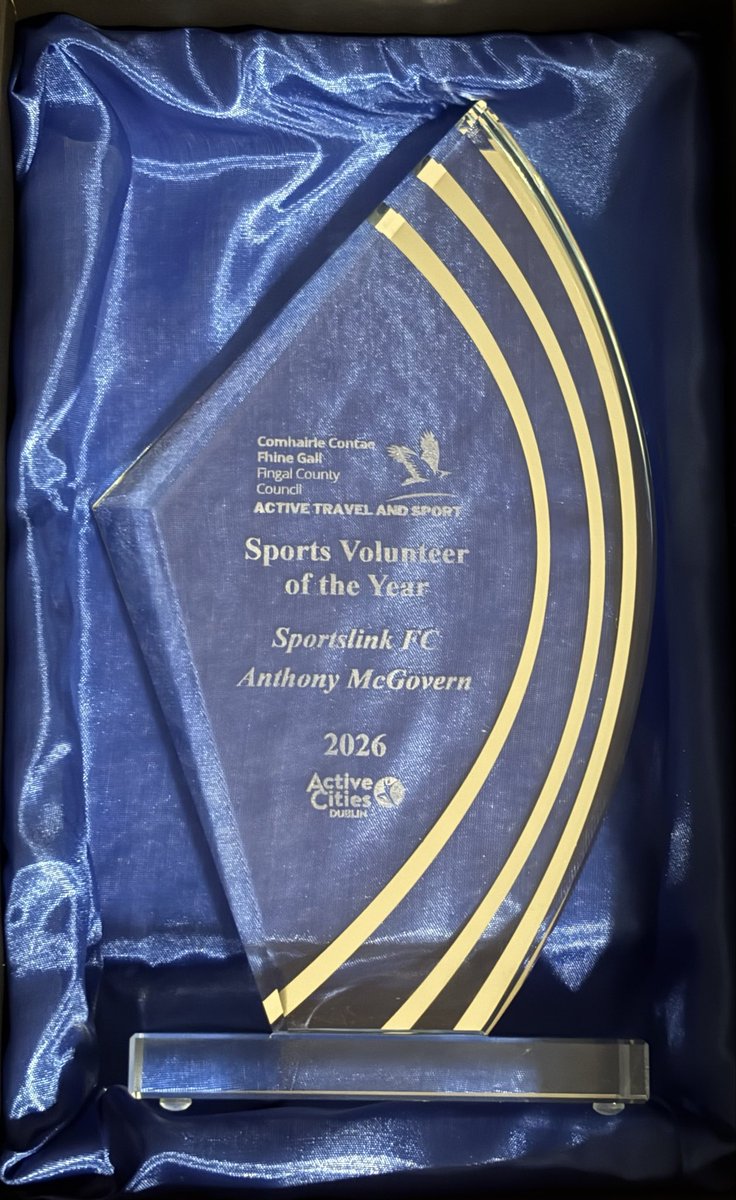 Comhairle Contae
Fhine Gall
Fingal County
Council
ACTIVE TRAVEL AND SPORT
Sports Volunteer
of the Year
Sportslink FC
Anthony McGovern
2026
Active
Cities
DUBLIN